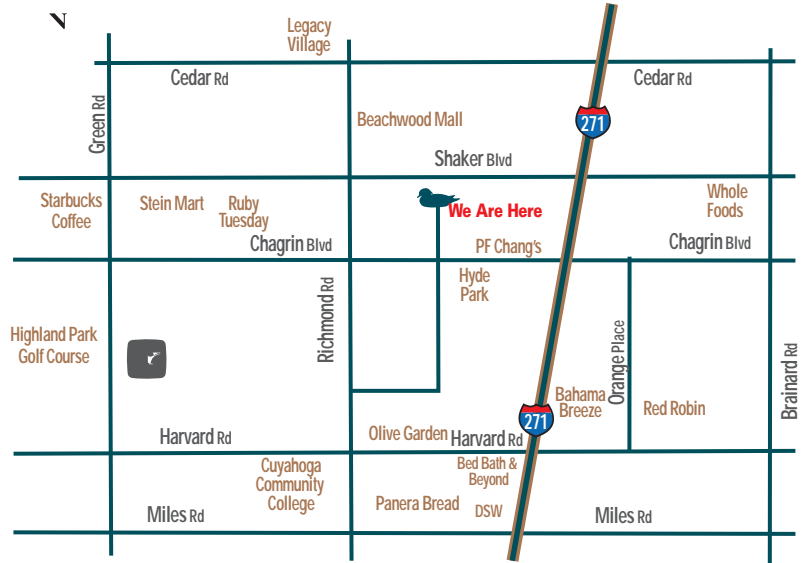 N
Legacy
Village
Cedar Rd
Cedar Rd
Green Rd
Beachwood Mall
271
Shaker Blvd
Starbucks
Coffee
Stein Mart
Ruby
Tuesday
We Are Here
Whole
Foods
Chagrin Blvd
PF Chang's
Chagrin Blvd
Hyde
Park
Richmond Rd
Highland Park
Golf Course
Orange Place
Brainard Rd
Bahama
Breeze
Red Robin
271
Harvard Rd
Olive Garden
Harvard Rd
Cuyahoga
Community
College
Bed Bath &
Beyond
Panera Bread
DSW
Miles Rd
Miles Rd